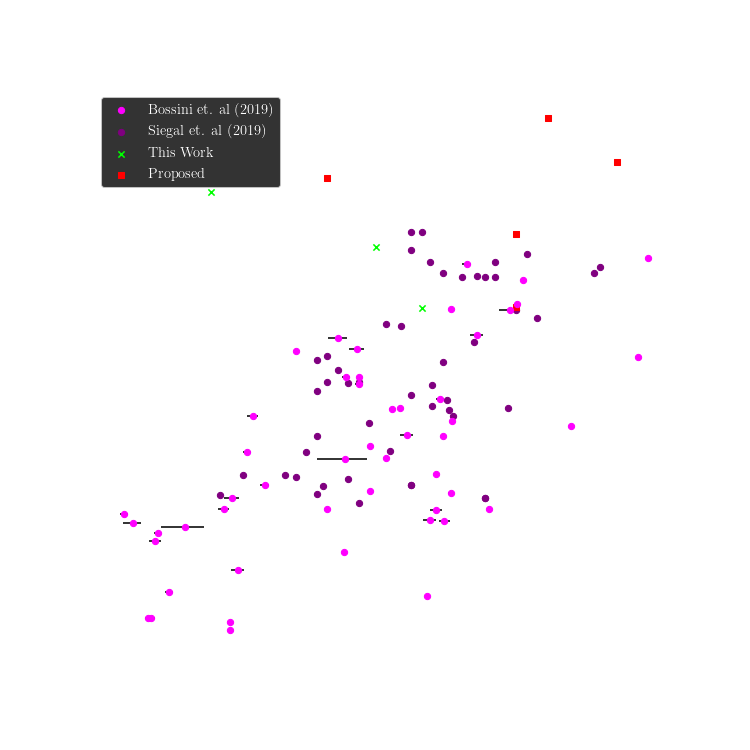 Bossini et. al (2019)
Siegal et. al (2019)
This Work
Proposed